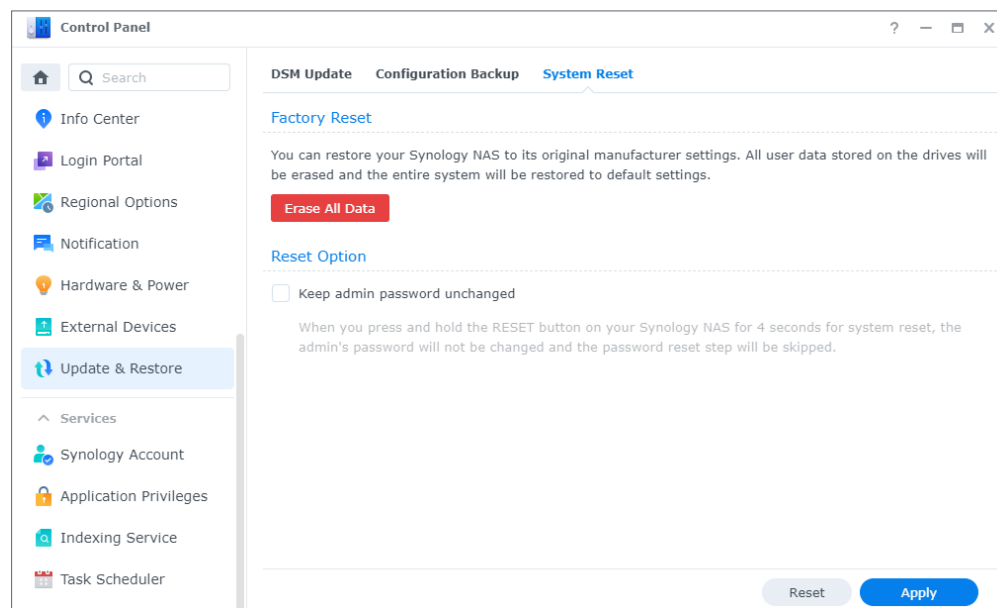 Control Panel
?
Search
Info Center
Login Portal
Regional Options
Notification
Hardware & Power
External Devices
Update & Restore
Services
Synology Account
Application Privileges
Indexing Service
Task Scheduler
DSM Update Configuration Backup System Reset
Factory Reset
You can restore your Synology NAS to its original manufacturer settings. All user data stored on the drives will
be erased and the entire system will be restored to default settings.
Erase All Data
Reset Option
Keep admin password unchanged
When you press and hold the RESET button on your Synology NAS for 4 seconds for system reset, the
admin's password will not be changed and the password reset step will be skipped.
Reset Apply